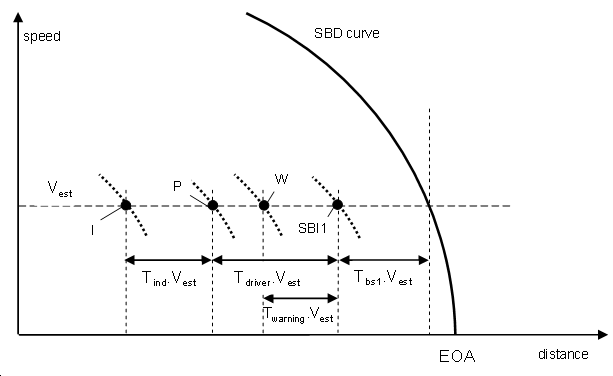 speed
SBD curve
Vest
P
W
I
SBI1
Tind.Vest
Tdriver.Vest
Tbs1.Vest
Twarning.Vest
EOA
distance